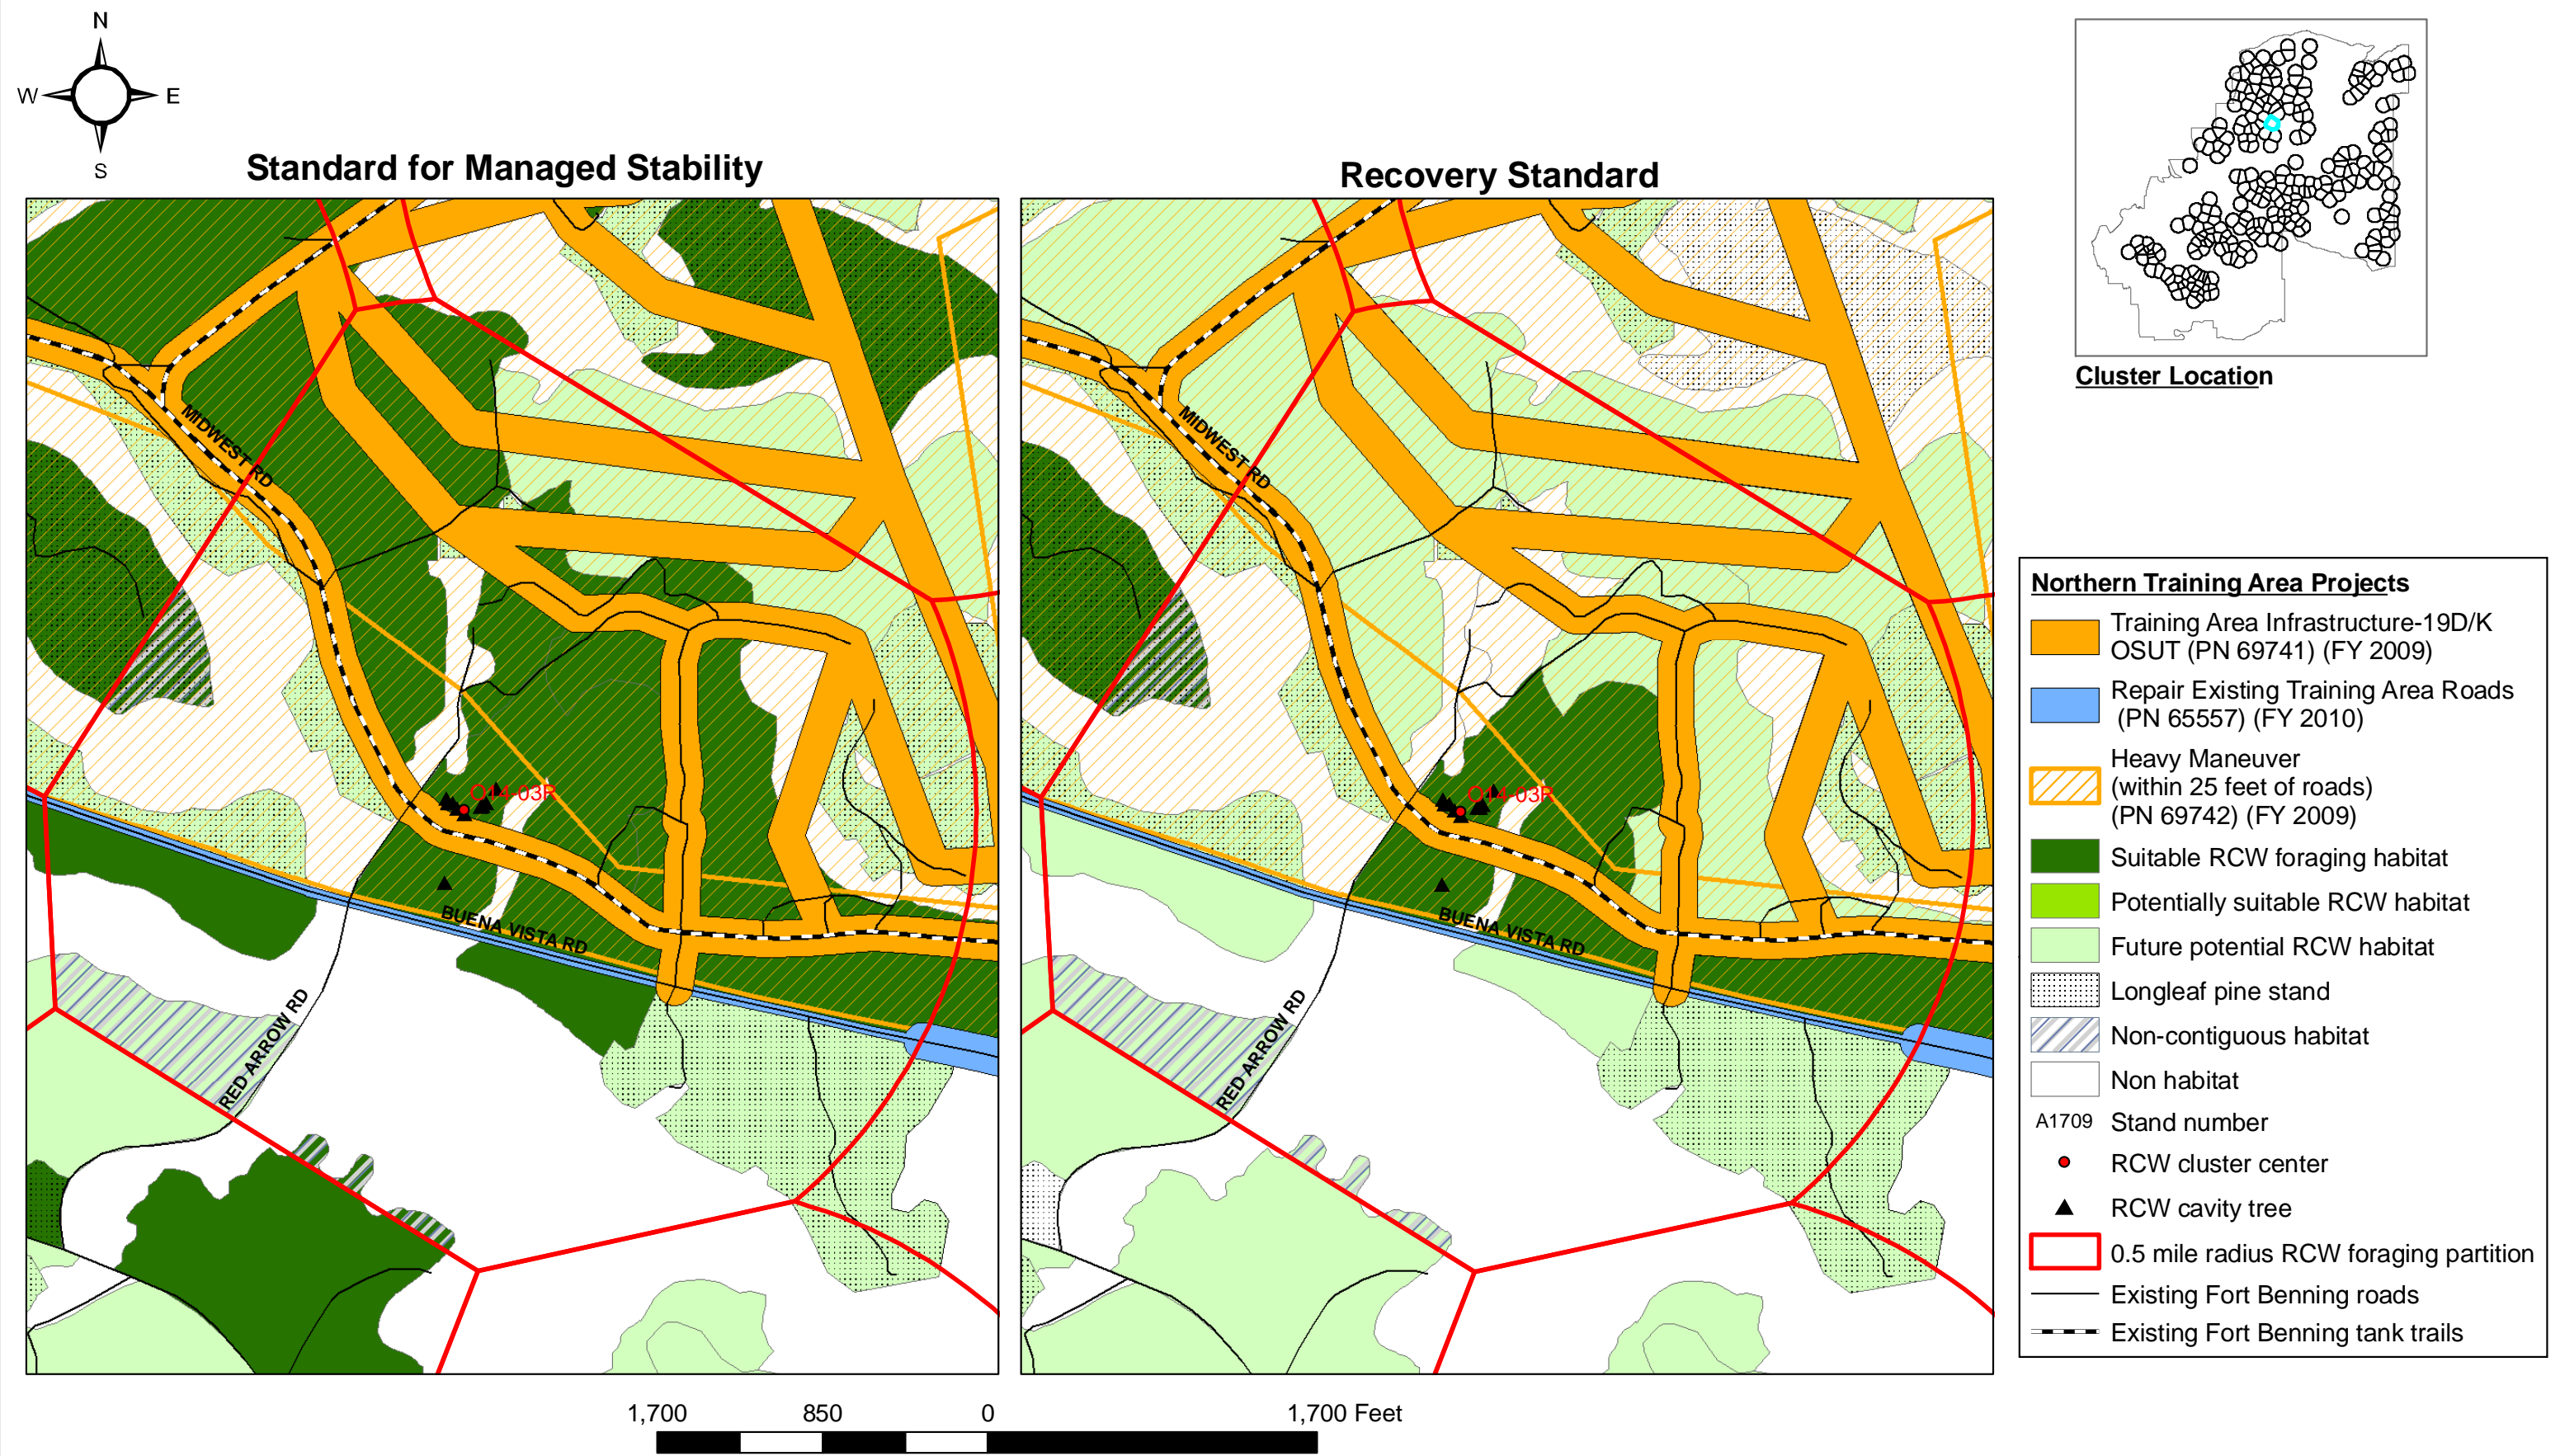 N
W
E
S
Standard for Managed Stability
Recovery Standard
Cluster Location
MIDWEST RD
O14-03R
BUENA VISTA RD
RED ARROW RD
MIDWEST RD
O14-03R
BUENA VISTA RD
RED ARROW RD
Northern Training Area Projects
Training Area Infrastructure-19D/K
OSUT (PN 69741) (FY 2009)
Repair Existing Training Area Roads
(PN 65557) (FY 2010)
Heavy Maneuver
(within 25 feet of roads)
(PN 69742) (FY 2009)
Suitable RCW foraging habitat
Potentially suitable RCW habitat
Future potential RCW habitat
Longleaf pine stand
Non-contiguous habitat
Non habitat
A1709 Stand number
RCW cluster center
RCW cavity tree
0.5 mile radius RCW foraging partition
Existing Fort Benning roads
Existing Fort Benning tank trails
1,700 850 0 1,700 Feet